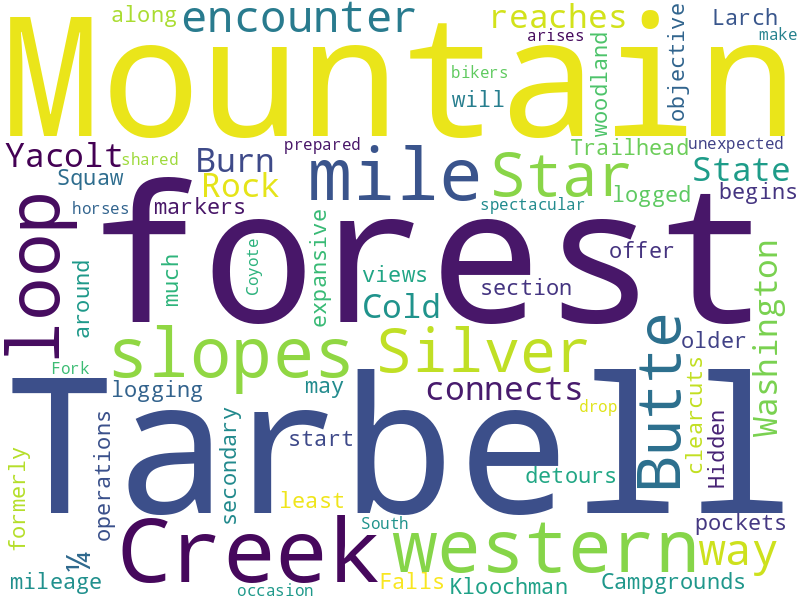 along
encounter
reaches
arises
objective
Larch
make
Mountain
bikers
will
woodland
Yacolt
shared
prepared
Burn
mile
Star
Trailhead
unexpected
State
Squaw
Rock
logged
begins
horses
markers
spectacular
loop
forest
offer
expansive
Coyote
much
around
views
section
Cold
Washington
older
slopes
Silver
Butte
Fork
logging
may
connects
clearcuts
drop
Tarbell
operations
secondary
start
detours
Hidden
formerly
least
South
pockets
Creek
western
way
¼
mileage
occasion
Falls
Kloochman
Campgrounds